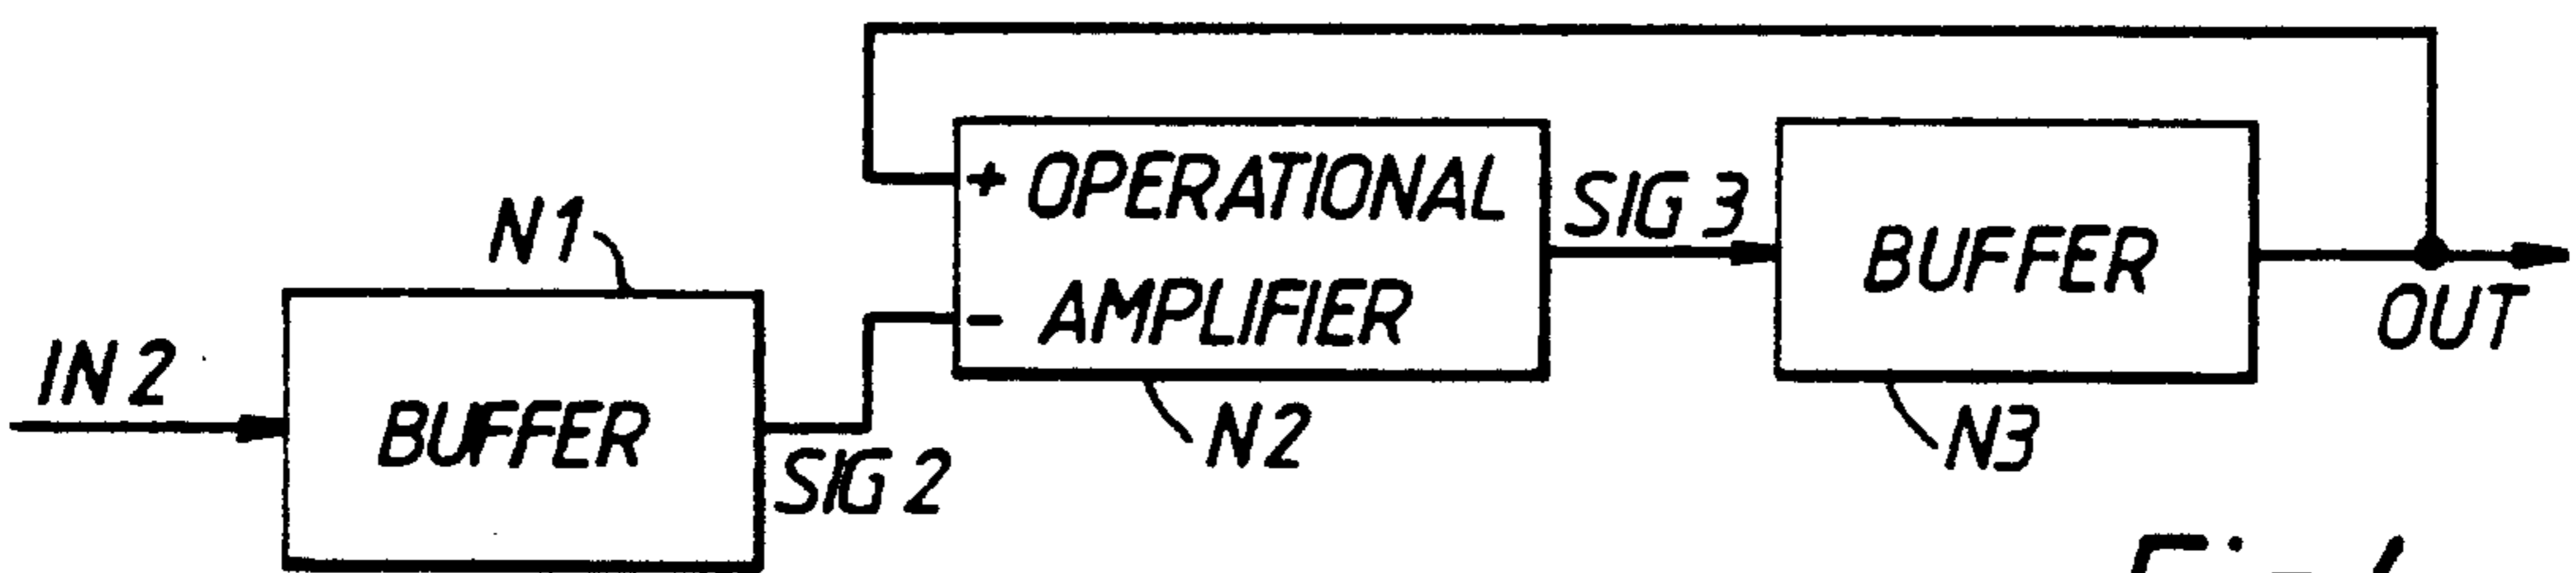 N1
+ OPERATIONAL
SIG 3
BUFFER
- AMPLIFIER
OUT
IN 2
BUFFER
SIG 2
N2
N3